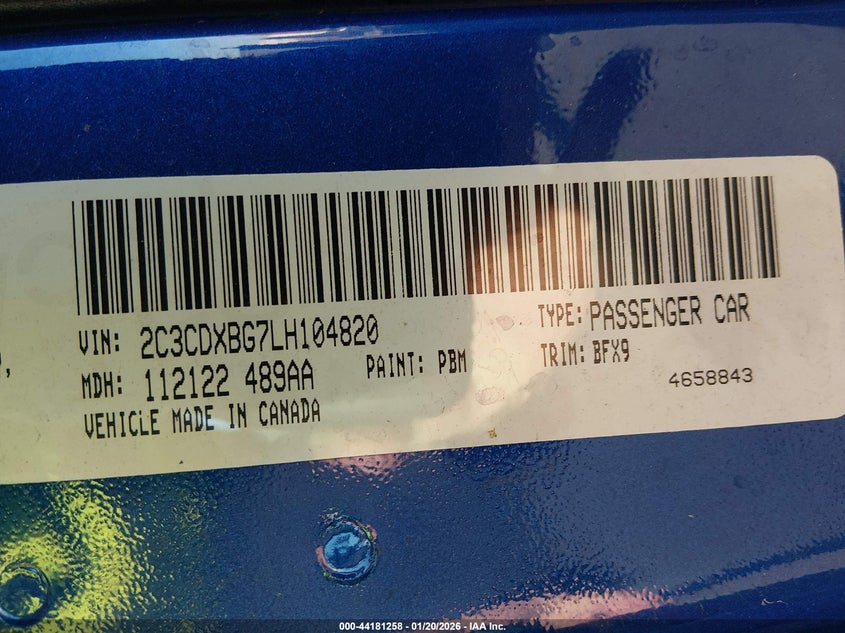 VIN: 2C3CDXBG7LH104820
TYPE: PASSENGER CAR
MDH: 112122 489AA
PAINT: PBM
TRIM: BFX9
VEHICLE MADE IN CANADA
4658843
000-44181258 - 01/20/2026 - IAA Inc.